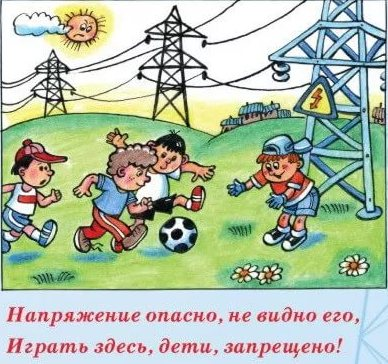 Напряжение опасно, не видно его,
Играть здесь, дети, запрещено!